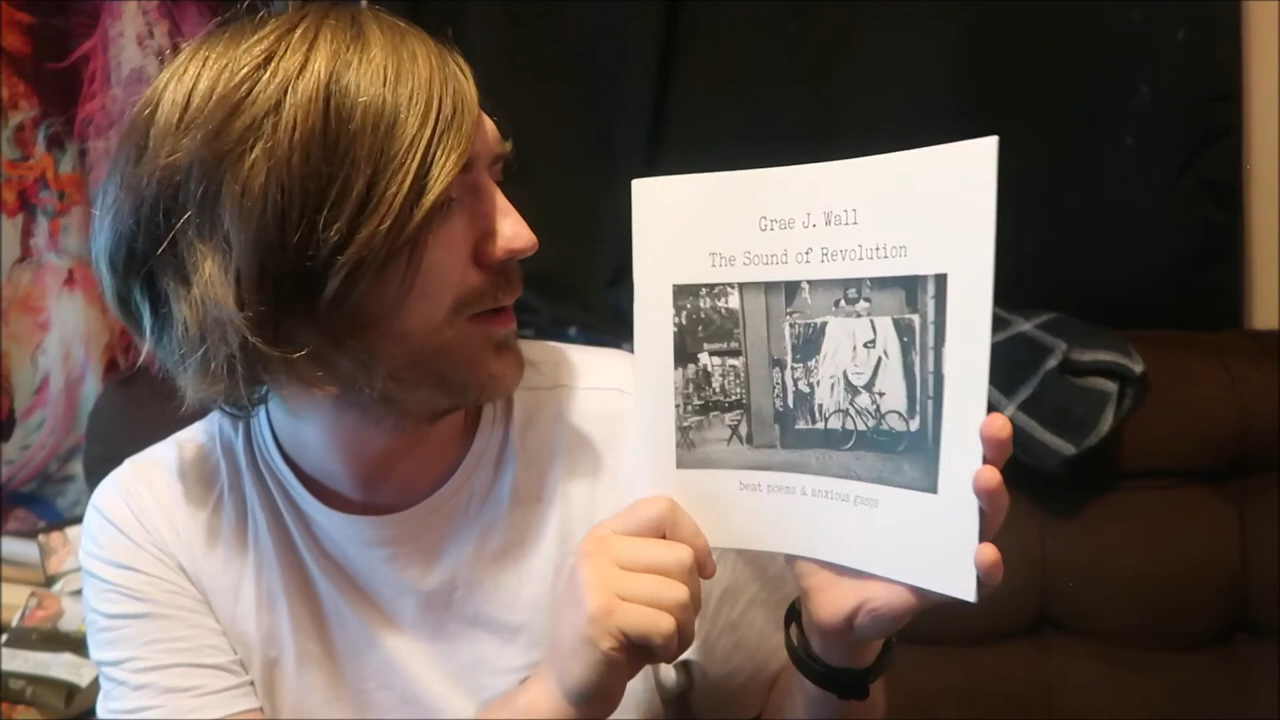 Grae J. Wall
The Sound of Revolution
beat poems & anxious gasps